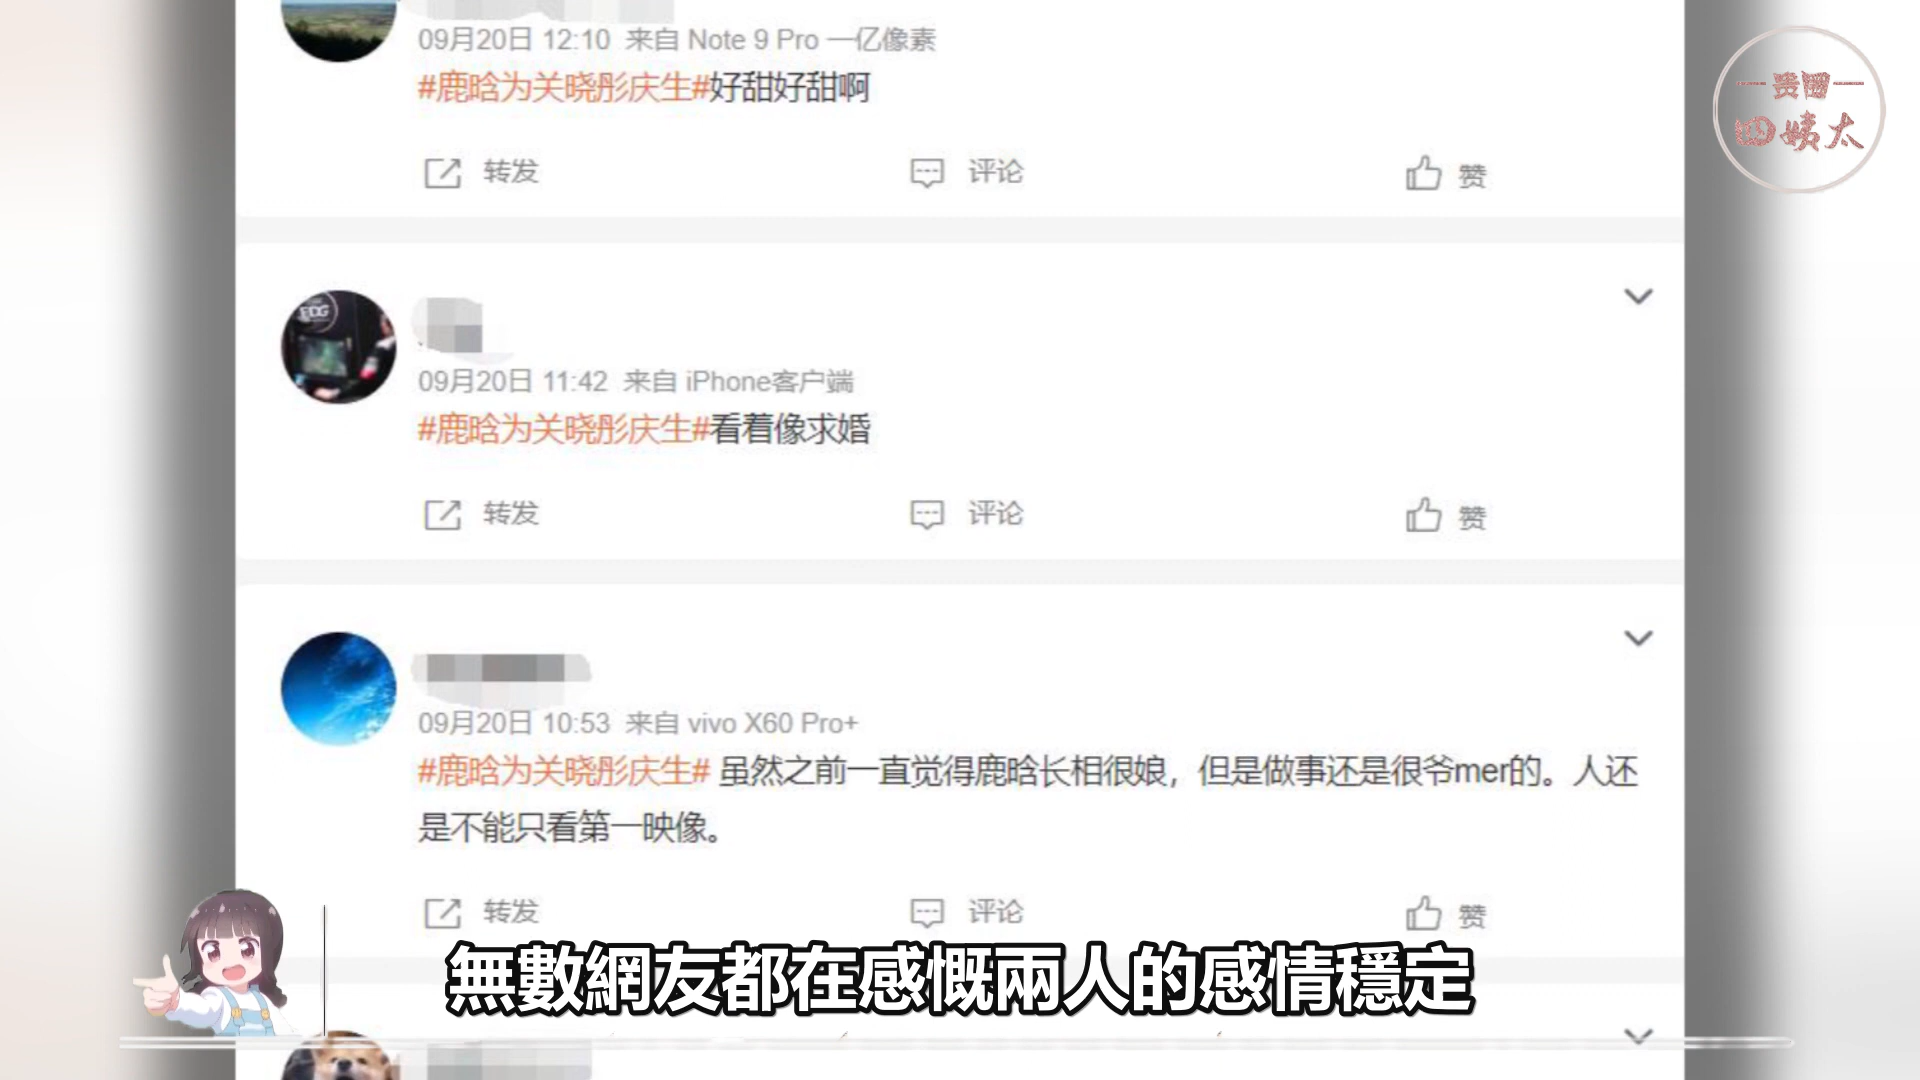 09月20日 12:10 来自 Note 9 Pro 一亿像素
#鹿晗为关晓彤庆生#好甜好甜啊
转发 评论 赞
贵圈
四姨太
EDG
09月20日 11:42 来自 iPhone客户端
#鹿晗为关晓彤庆生#看着像求婚
转发 评论 赞
09月20日 10:53 来自 vivo X60 Pro+
#鹿晗为关晓彤庆生# 虽然之前一直觉得鹿晗长相很娘，但是做事还是很爷mer的。人还
是不能只看第一映像。
转发 评论 赞
無數網友都在感慨兩人的感情穩定